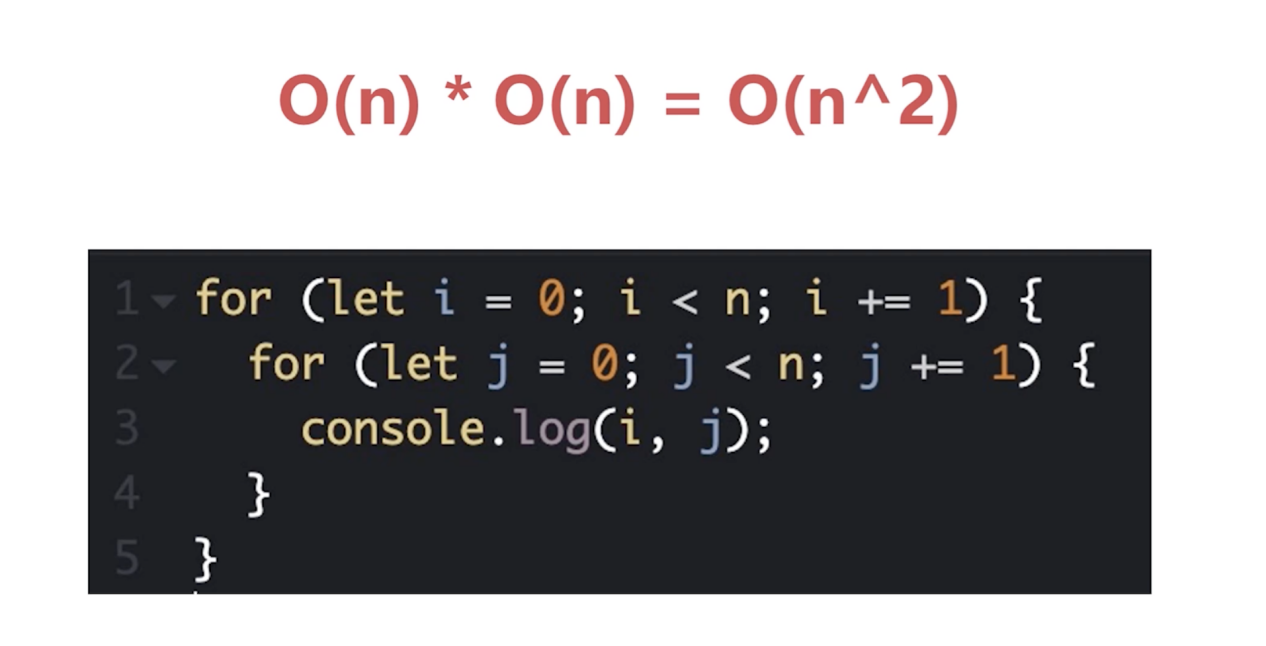 O(n) * O(n) = O(n^2)
1 for (let i = 0; i < n; i += 1) {
2 for (let j = 0; j < n; j += 1) {
3 console.log(i, j);
4 }
5 }